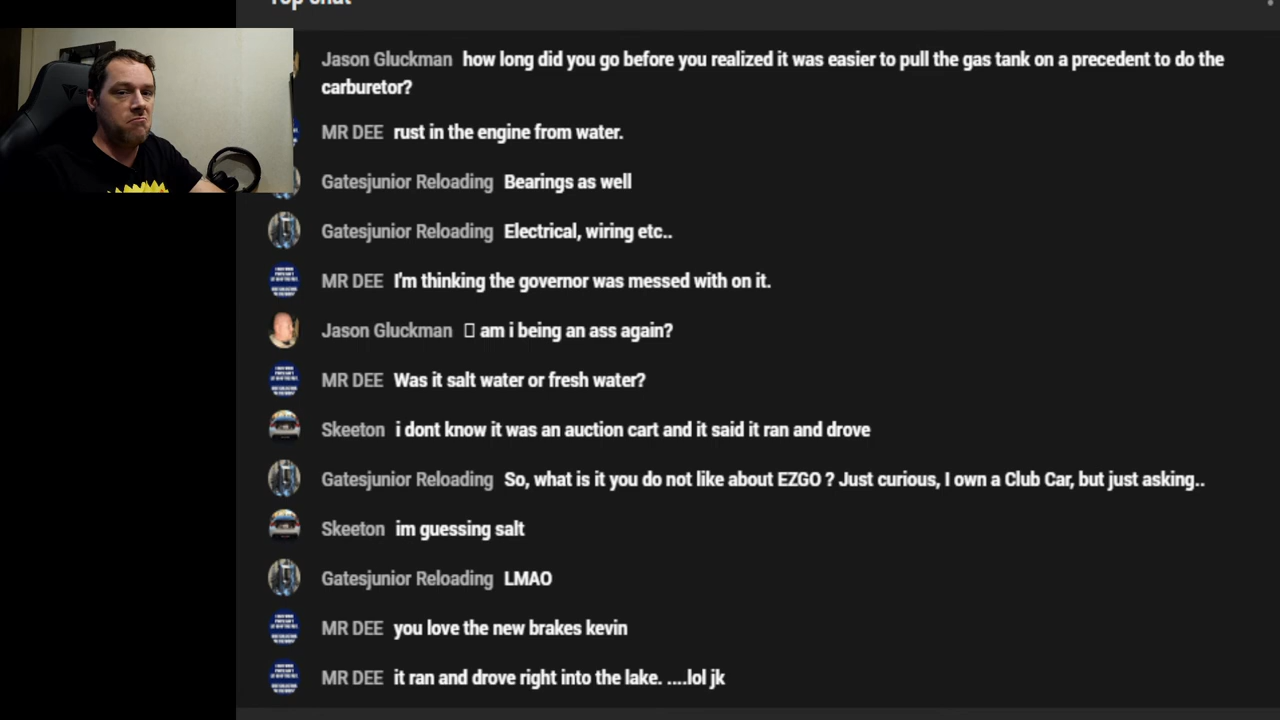 Top chat
Jason Gluckman how long did you go before you realized it was easier to pull the gas tank on a precedent to do the
carburetor?
MR DEE rust in the engine from water.
Gatesjunior Reloading Bearings as well
Gatesjunior Reloading Electrical, wiring etc..
MR DEE I'm thinking the governor was messed with on it.
Jason Gluckman am i being an ass again?
MR DEE Was it salt water or fresh water?
Skeeton i dont know it was an auction cart and it said it ran and drove
Gatesjunior Reloading So, what is it you do not like about EZGO ? Just curious, I own a Club Car, but just asking..
Skeeton im guessing salt
Gatesjunior Reloading LMAO
MR DEE you love the new brakes kevin
MR DEE it ran and drove right into the lake. ....lol jk